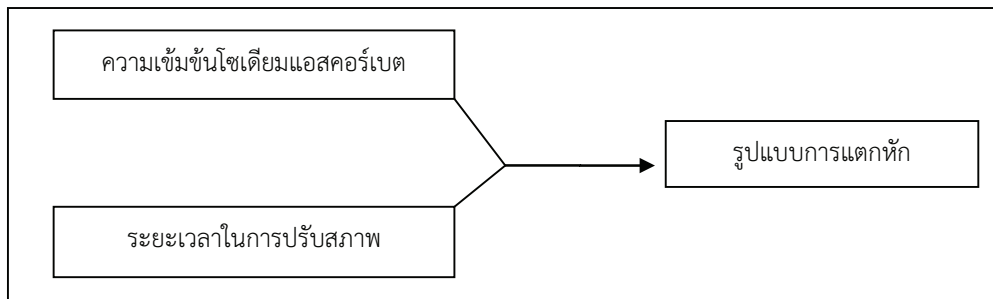 ความเข้มข้นโซเดียมแอสคอร์เบต
รูปแบบการแตกหัก
ระยะเวลาในการปรับสภาพ